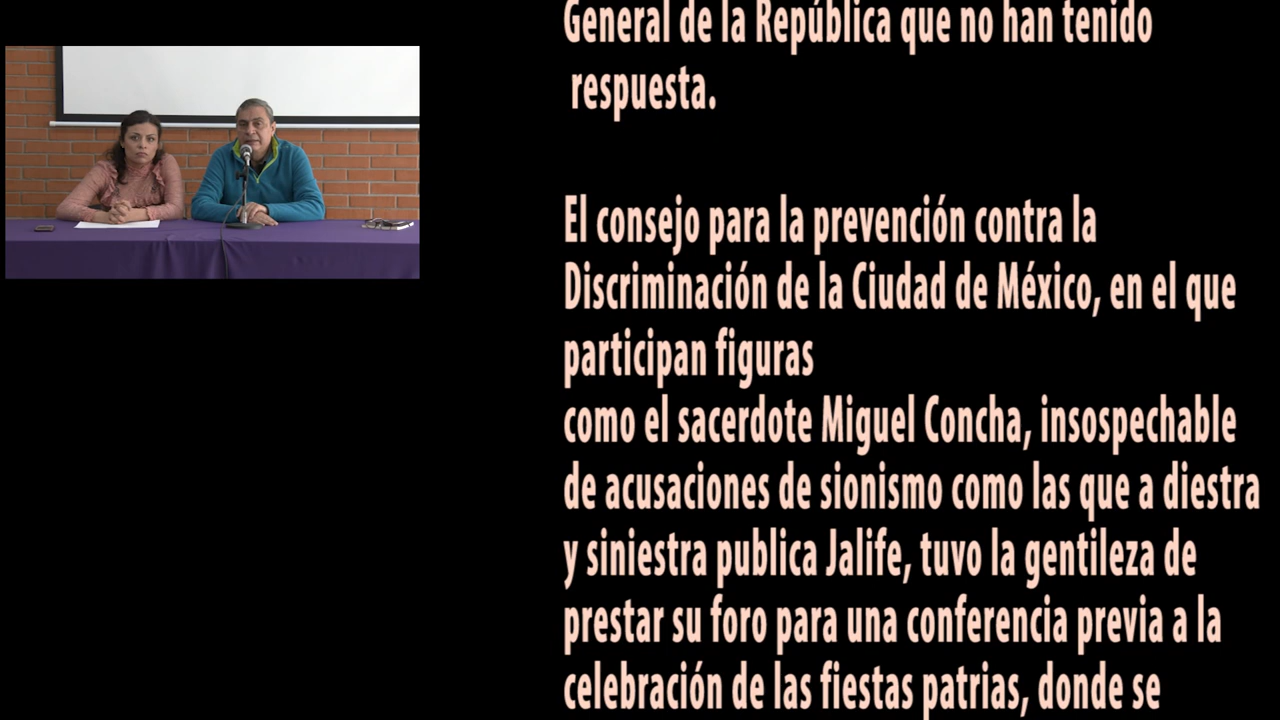 General de la República que no han tenido
respuesta.
El consejo para la prevención contra la
Discriminación de la Ciudad de México, en el que
participan figuras
como el sacerdote Miguel Concha, insospechable
de acusaciones de sionismo como las que a diestra
y siniestra publica Jalife, tuvo la gentileza de
prestar su foro para una conferencia previa a la
celebración de las fiestas patrias, donde se